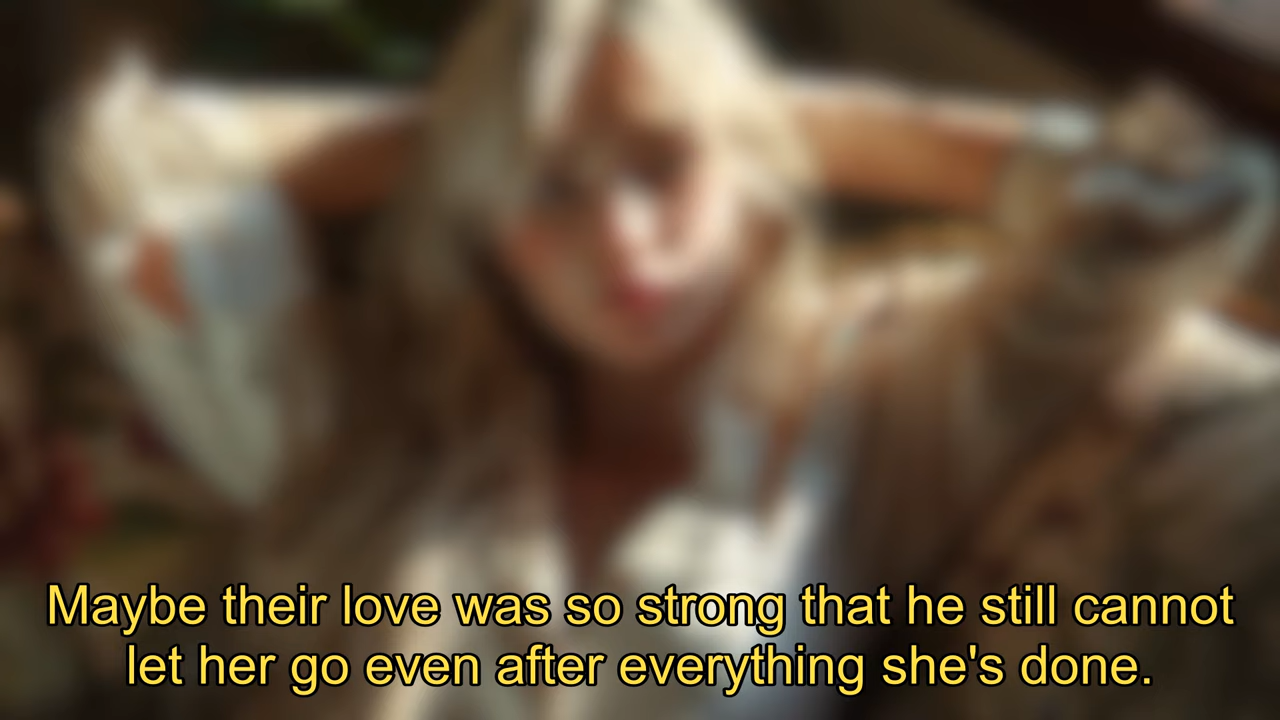 Maybe their love was so strong that he still cannot
let her go even after everything she's done.